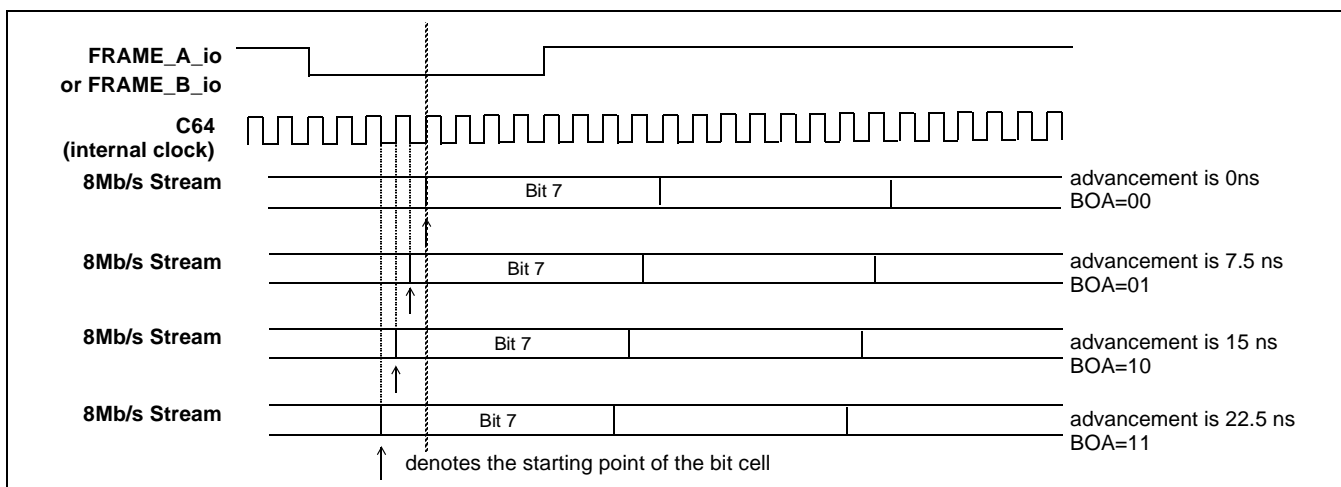 FRAME_A_io
or FRAME_B_io
C64
(internal clock)
8Mb/s Stream
Bit 7
advancement is 0ns
BOA=00
8Mb/s Stream
Bit 7
advancement is 7.5 ns
BOA=01
8Mb/s Stream
Bit 7
advancement is 15 ns
BOA=10
8Mb/s Stream
Bit 7
advancement is 22.5 ns
BOA=11
denotes the starting point of the bit cell